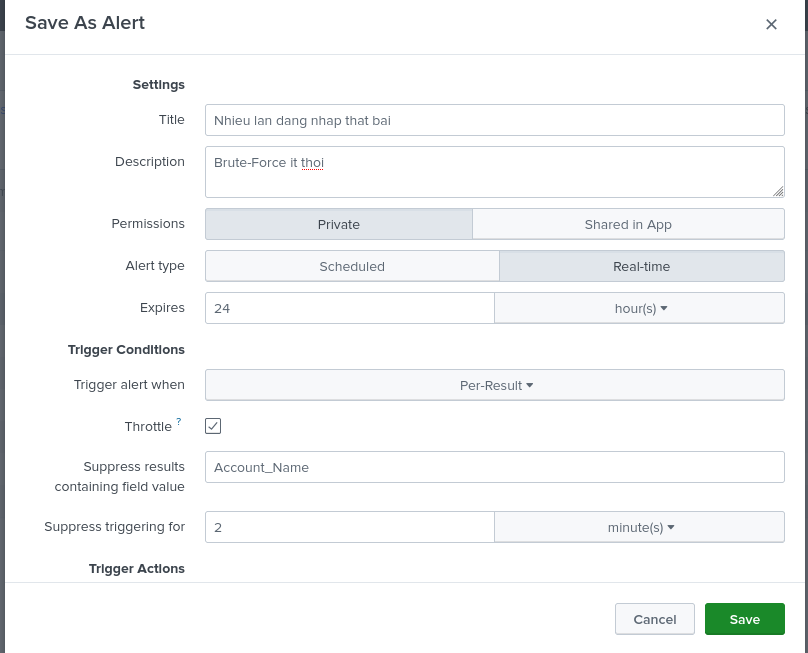 Save As Alert
Settings
Title Nhieu lan dang nhap that bai
Description Brute-Force it thoi
Permissions Private Shared in App
Alert type Scheduled Real-time
Expires 24 hour(s)
Trigger Conditions
Trigger alert when Per-Result
Throttle ?
Suppress results
containing field value Account_Name
Suppress triggering for 2 minute(s)
Trigger Actions
Cancel Save